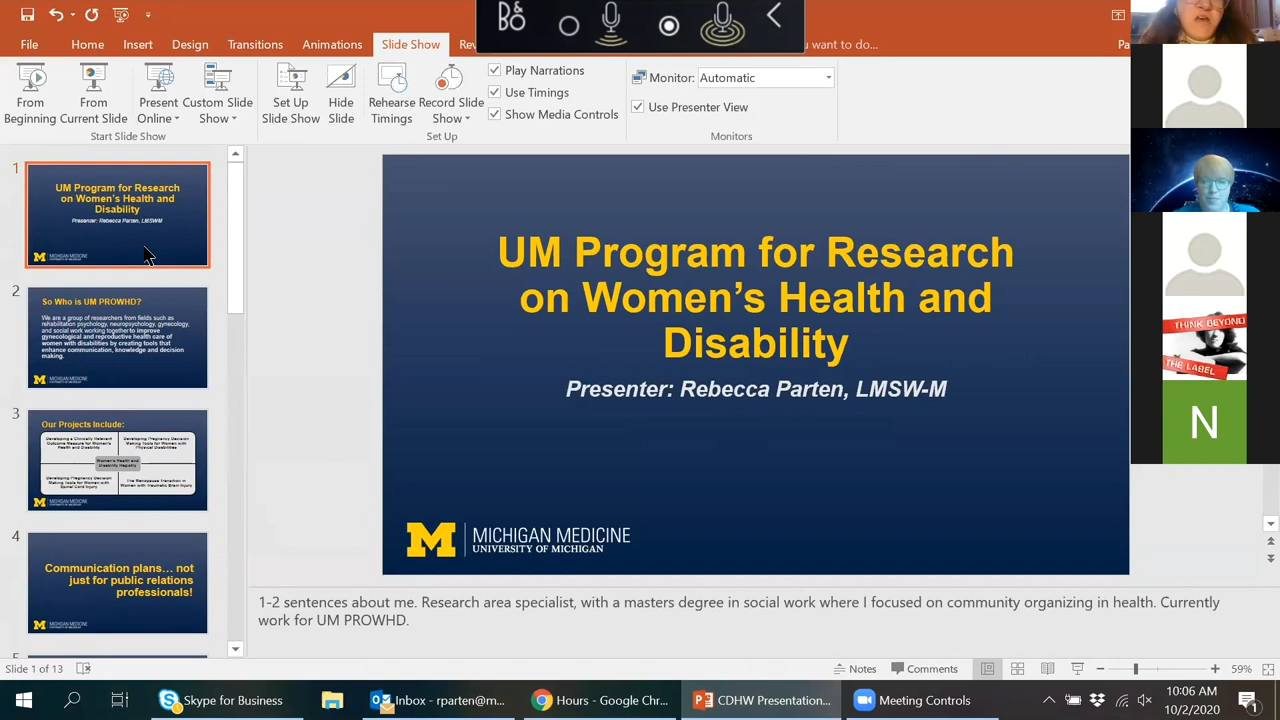 B&O
File Home Insert Design Transitions Animations Slide Show Rev
want to do...
Pa
From Beginning
From Current Slide
Present Online
Custom Slide Show
Set Up Slide Show
Hide Slide
Rehearse Timings
Record Slide Show
Play Narrations
Use Timings
Show Media Controls
Monitor: Automatic
Use Presenter View
Start Slide Show
Set Up
Monitors
1
UM Program for Research
on Women's Health and
Disability
Presenter: Rebecca Parten, LMSW-M
MICHIGAN MEDICINE
UNIVERSITY OF MICHIGAN
2
So Who is UM PROWHD?
We are a group of researchers from fields such as
rehabilitation psychology, neuropsychology, gynecology,
and social work working together to improve
gynecological and reproductive health care of
women with disabilities by creating tools that
enhance communication, knowledge and decision
making.
MICHIGAN MEDICINE
3
Our Projects Include:
Developing a Clinically Relevant
Outcome Measure for Women's
Health and Disability
Developing Pregnancy Decision
Making Tools for Women with
Physical Disabilities
Women's Health and
Disability Registry
Developing Pregnancy Decision
Making Tools for Women with
Spinal Cord Injury
The Menopause Transition in
Women with Traumatic Brain Injury
MICHIGAN MEDICINE
4
Communication plans… not
just for public relations
professionals!
MICHIGAN MEDICINE
5
UM Program for Research
on Women's Health and
Disability
Presenter: Rebecca Parten, LMSW-M
M MICHIGAN MEDICINE
UNIVERSITY OF MICHIGAN
THINK BEYOND
THE LABEL
N
1-2 sentences about me. Research area specialist, with a masters degree in social work where I focused on community organizing in health. Currently
work for UM PROWHD.
Slide 1 of 13
Notes Comments 59%
Skype for Business
Inbox - rparten@m...
Hours - Google Chr...
CDHW Presentation...
Meeting Controls
10:06 AM
10/2/2020
1